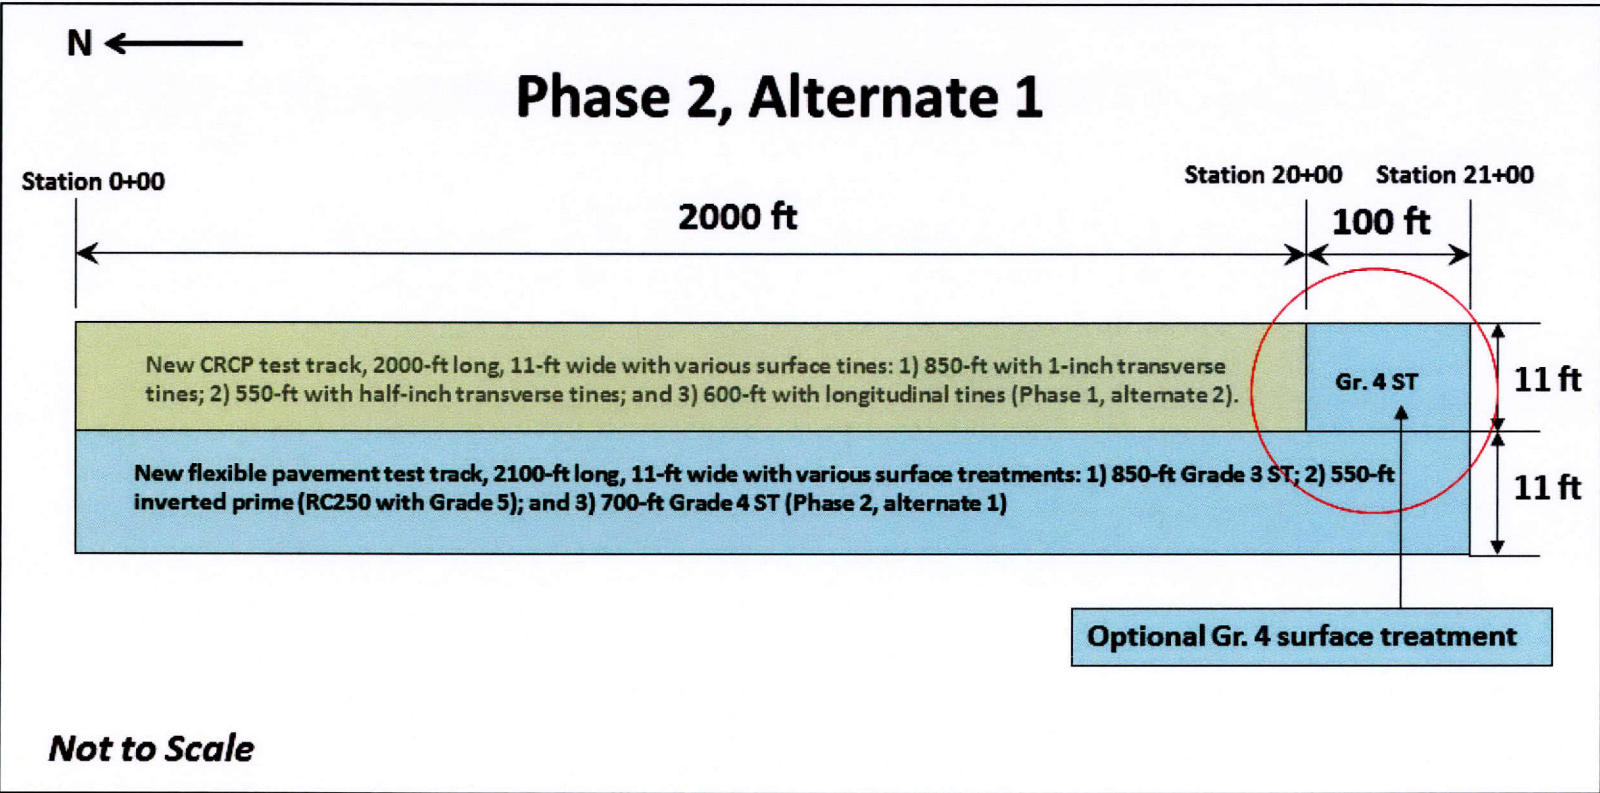 N
Phase 2, Alternate 1
Station 0+00
Station 20+00
Station 21+00
2000 ft
100 ft
New CRCP test track, 2000-ft long, 11-ft wide with various surface tines: 1) 850-ft with 1-inch transverse
tines; 2) 550-ft with half-inch transverse tines; and 3) 600-ft with longitudinal tines (Phase 1, alternate 2).
Gr. 4 ST
11 ft
New flexible pavement test track, 2100-ft long, 11-ft wide with various surface treatments: 1) 850-ft Grade 3 ST; 2) 550-ft
inverted prime (RC250 with Grade 5); and 3) 700-ft Grade 4 ST (Phase 2, alternate 1)
11 ft
Optional Gr. 4 surface treatment
Not to Scale